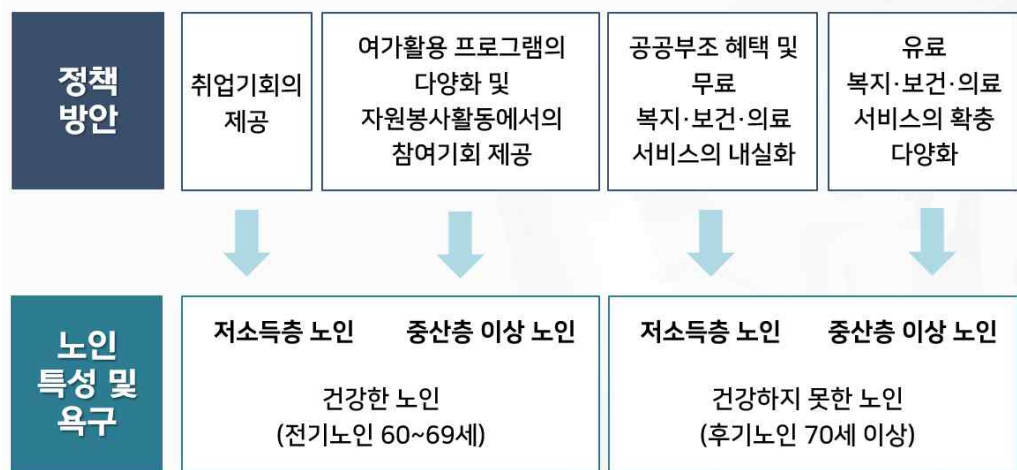 정책
방안
취업기회의
제공
여가활용 프로그램의
다양화 및
자원봉사활동에서의
참여기회 제공
공공부조 혜택 및
무료
복지·보건·의료
서비스의 내실화
유료
복지·보건·의료
서비스의 확충
다양화
노인
특성 및
욕구
저소득층 노인 중산층 이상 노인
건강한 노인
(전기노인 60~69세)
저소득층 노인 중산층 이상 노인
건강하지 못한 노인
(후기노인 70세 이상)